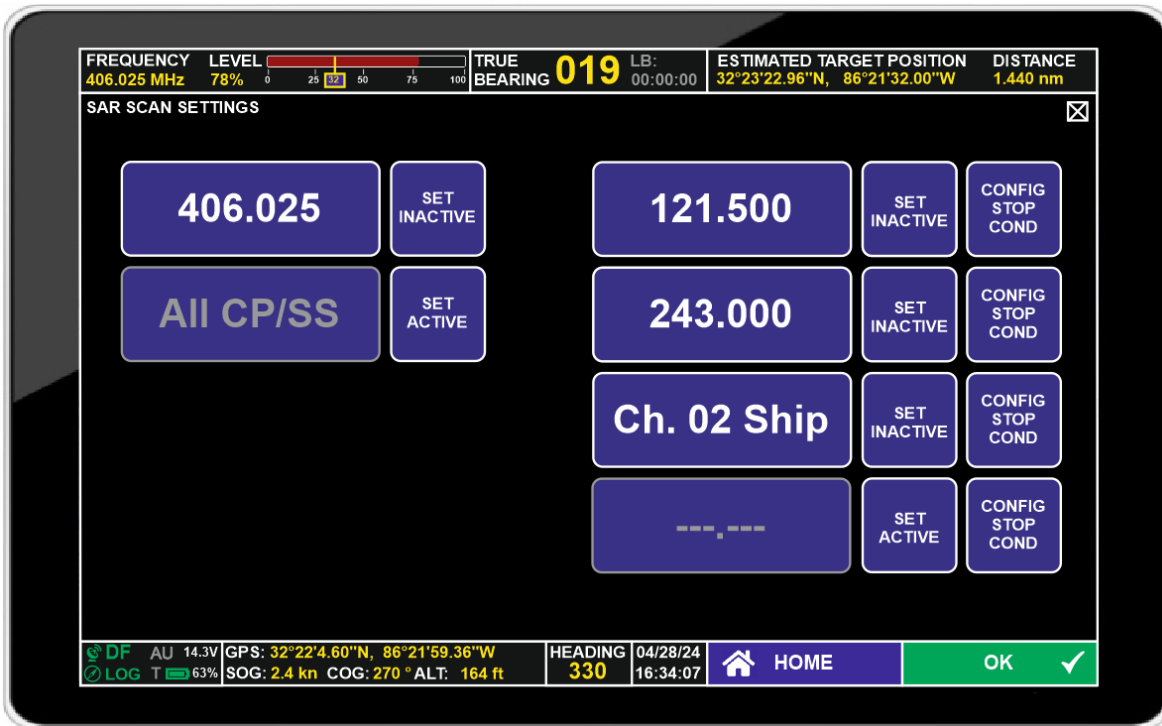 FREQUENCY LEVEL
406.025 MHz 78% 0 25 32 50 75 100
TRUE BEARING 019
LB: 00:00:00
ESTIMATED TARGET POSITION DISTANCE
32°23'22.96"N, 86°21'32.00"W 1.440 nm
SAR SCAN SETTINGS
406.025
SET
INACTIVE
121.500
SET
INACTIVE
CONFIG
STOP
COND
All CP/SS
SET
ACTIVE
243.000
SET
INACTIVE
CONFIG
STOP
COND
Ch. 02 Ship
SET
INACTIVE
CONFIG
STOP
COND
---.---
SET
ACTIVE
CONFIG
STOP
COND
DF AU 14.3V
LOG T 63%
GPS: 32°22'4.60"N, 86°21'59.36"W
SOG: 2.4 kn COG: 270 ° ALT: 164 ft
HEADING
330
04/28/24
16:34:07
HOME
OK